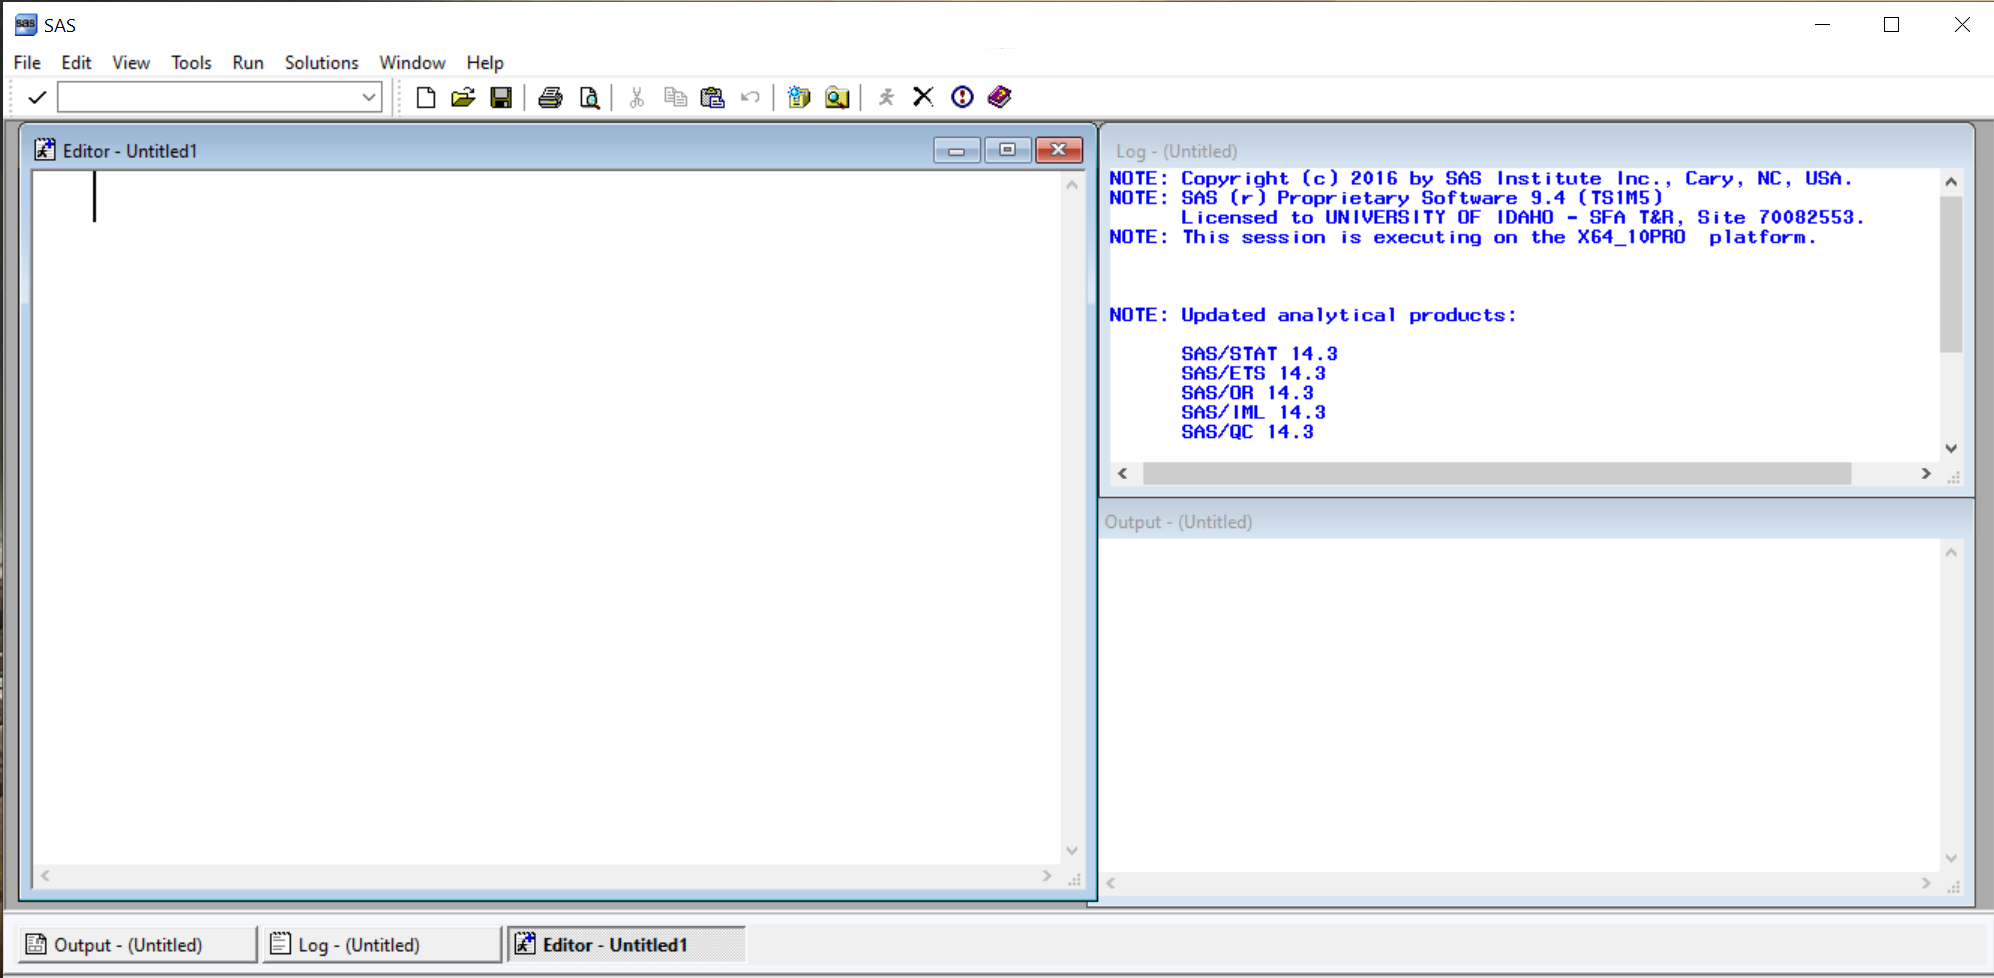 sas SAS
File Edit View Tools Run Solutions Window Help
Editor - Untitled1
Log - (Untitled)
NOTE: Copyright (c) 2016 by SAS Institute Inc., Cary, NC, USA.
NOTE: SAS (r) Proprietary Software 9.4 (TS1M5)
Licensed to UNIVERSITY OF IDAHO - SFA T&R, Site 70082553.
NOTE: This session is executing on the X64_10PRO  platform.
NOTE: Updated analytical products:
SAS/STAT 14.3
SAS/ETS 14.3
SAS/OR 14.3
SAS/IML 14.3
SAS/QC 14.3
Output - (Untitled)
Output - (Untitled) Log - (Untitled) Editor - Untitled1